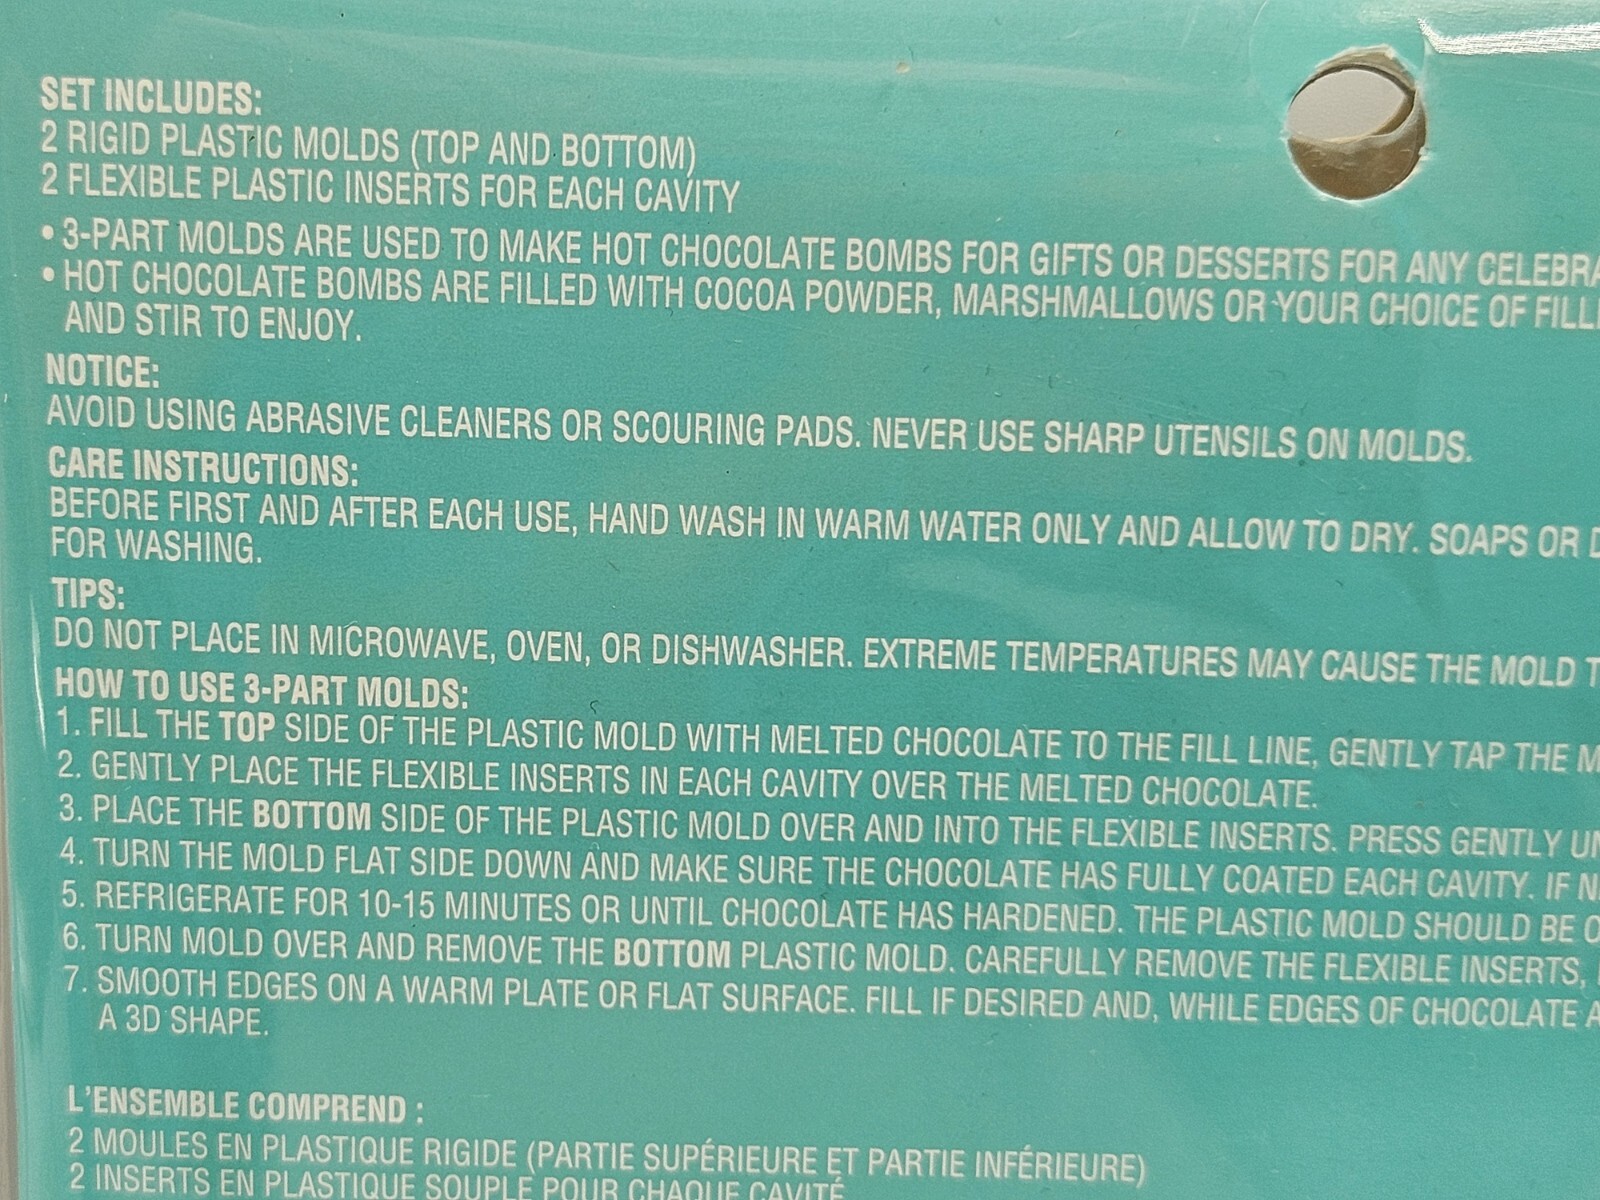 SET INCLUDES:
2 RIGID PLASTIC MOLDS (TOP AND BOTTOM)
2 FLEXIBLE PLASTIC INSERTS FOR EACH CAVITY
• 3-PART MOLDS ARE USED TO MAKE HOT CHOCOLATE BOMBS FOR GIFTS OR DESSERTS FOR ANY
• HOT CHOCOLATE BOMBS ARE FILLED WITH COCOA POWDER, MARSHMALLOWS OR YOUR CHOICE OF
AND STIR TO ENJOY.
NOTICE:
AVOID USING ABRASIVE CLEANERS OR SCOURING PADS. NEVER USE SHARP UTENSILS ON MOLDS.
CARE INSTRUCTIONS:
BEFORE FIRST AND AFTER EACH USE, HAND WASH IN WARM WATER ONLY AND ALLOW TO DRY. SOAPS OR
FOR WASHING.
TIPS:
DO NOT PLACE IN MICROWAVE, OVEN, OR DISHWASHER. EXTREME TEMPERATURES MAY CAUSE THE MOLD
HOW TO USE 3-PART MOLDS:
1. FILL THE TOP SIDE OF THE PLASTIC MOLD WITH MELTED CHOCOLATE TO THE FILL LINE, GENTLY TAP THE
2. GENTLY PLACE THE FLEXIBLE INSERTS IN EACH CAVITY OVER THE MELTED CHOCOLATE.
3. PLACE THE BOTTOM SIDE OF THE PLASTIC MOLD OVER AND INTO THE FLEXIBLE INSERTS. PRESS GENTLY
4. TURN THE MOLD FLAT SIDE DOWN AND MAKE SURE THE CHOCOLATE HAS FULLY COATED EACH CAVITY. IF
5. REFRIGERATE FOR 10-15 MINUTES OR UNTIL CHOCOLATE HAS HARDENED. THE PLASTIC MOLD SHOULD BE
6. TURN MOLD OVER AND REMOVE THE BOTTOM PLASTIC MOLD. CAREFULLY REMOVE THE FLEXIBLE INSERTS,
7. SMOOTH EDGES ON A WARM PLATE OR FLAT SURFACE. FILL IF DESIRED AND, WHILE EDGES OF CHOCOLATE
A 3D SHAPE.
L'ENSEMBLE COMPREND :
2 MOULES EN PLASTIQUE RIGIDE (PARTIE SUPÉRIEURE ET PARTIE INFÉRIEURE)
2 INSERTS EN PLASTIQUE SOUPLE POUR CHAQUE CAVITÉ